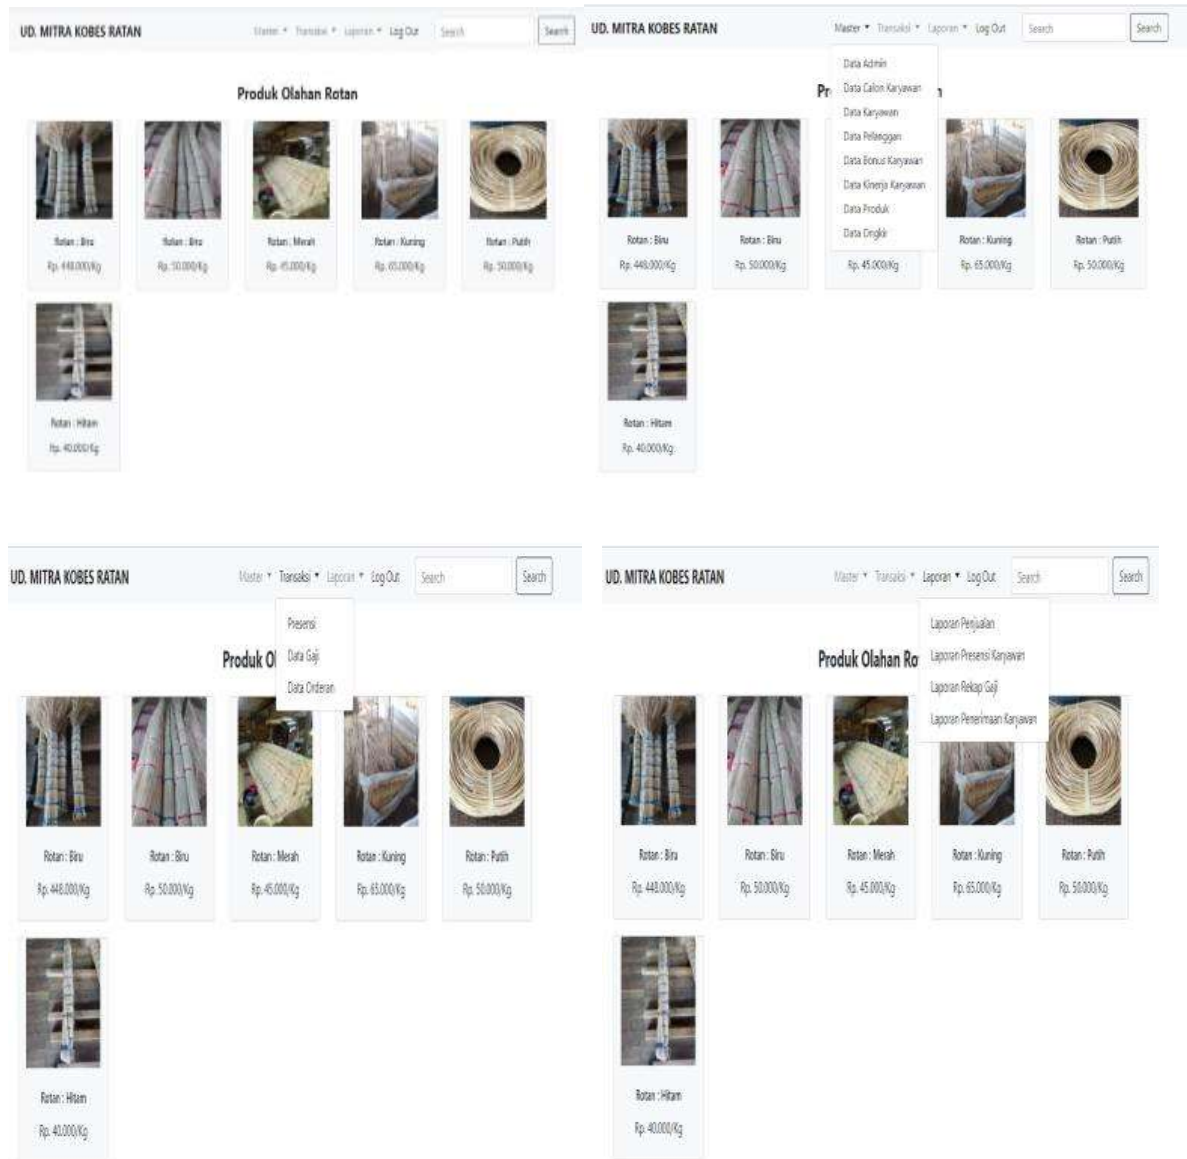 UD. MITRA KOBES RATAN Master Transaksi Laporan Log Out Search Search
Produk Olahan Rotan
Rotan : Biru Rotan : Biru Rotan : Merah Rotan : Kuning Rotan : Putih
Rp. 448.000/Kg Rp. 50.000/Kg Rp. 45.000/Kg Rp. 65.000/Kg Rp. 50.000/Kg
Rotan : Hitam
Rp. 40.000/Kg
UD. MITRA KOBES RATAN Master Transaksi Laporan Log Out Search Search
Data Admin
Data Calon Karyawan
Data Karyawan
Data Pelanggan
Data Bonus Karyawan
Data Kinerja Karyawan
Data Produk
Data Ongkir
Pr n
Rotan : Biru Rotan : Biru Rotan : Kuning Rotan : Putih
Rp. 448.000/Kg Rp. 50.000/Kg Rp. 45.000/Kg Rp. 65.000/Kg Rp. 50.000/Kg
Rotan : Hitam
Rp. 40.000/Kg
UD. MITRA KOBES RATAN Master Transaksi Laporan Log Out Search Search
Presensi
Data Gaji
Data Orderan
Produk Ol
Rotan : Biru Rotan : Biru Rotan : Merah Rotan : Kuning Rotan : Putih
Rp. 448.000/Kg Rp. 50.000/Kg Rp. 45.000/Kg Rp. 65.000/Kg Rp. 50.000/Kg
Rotan : Hitam
Rp. 40.000/Kg
UD. MITRA KOBES RATAN Master Transaksi Laporan Log Out Search Search
Laporan Penjualan
Laporan Presensi Karyawan
Laporan Rekap Gaji
Laporan Penerimaan Karyawan
Produk Olahan Ro
Rotan : Biru Rotan : Biru Rotan : Merah Rotan : Kuning Rotan : Putih
Rp. 448.000/Kg Rp. 50.000/Kg Rp. 45.000/Kg Rp. 65.000/Kg Rp. 50.000/Kg
Rotan : Hitam
Rp. 40.000/Kg